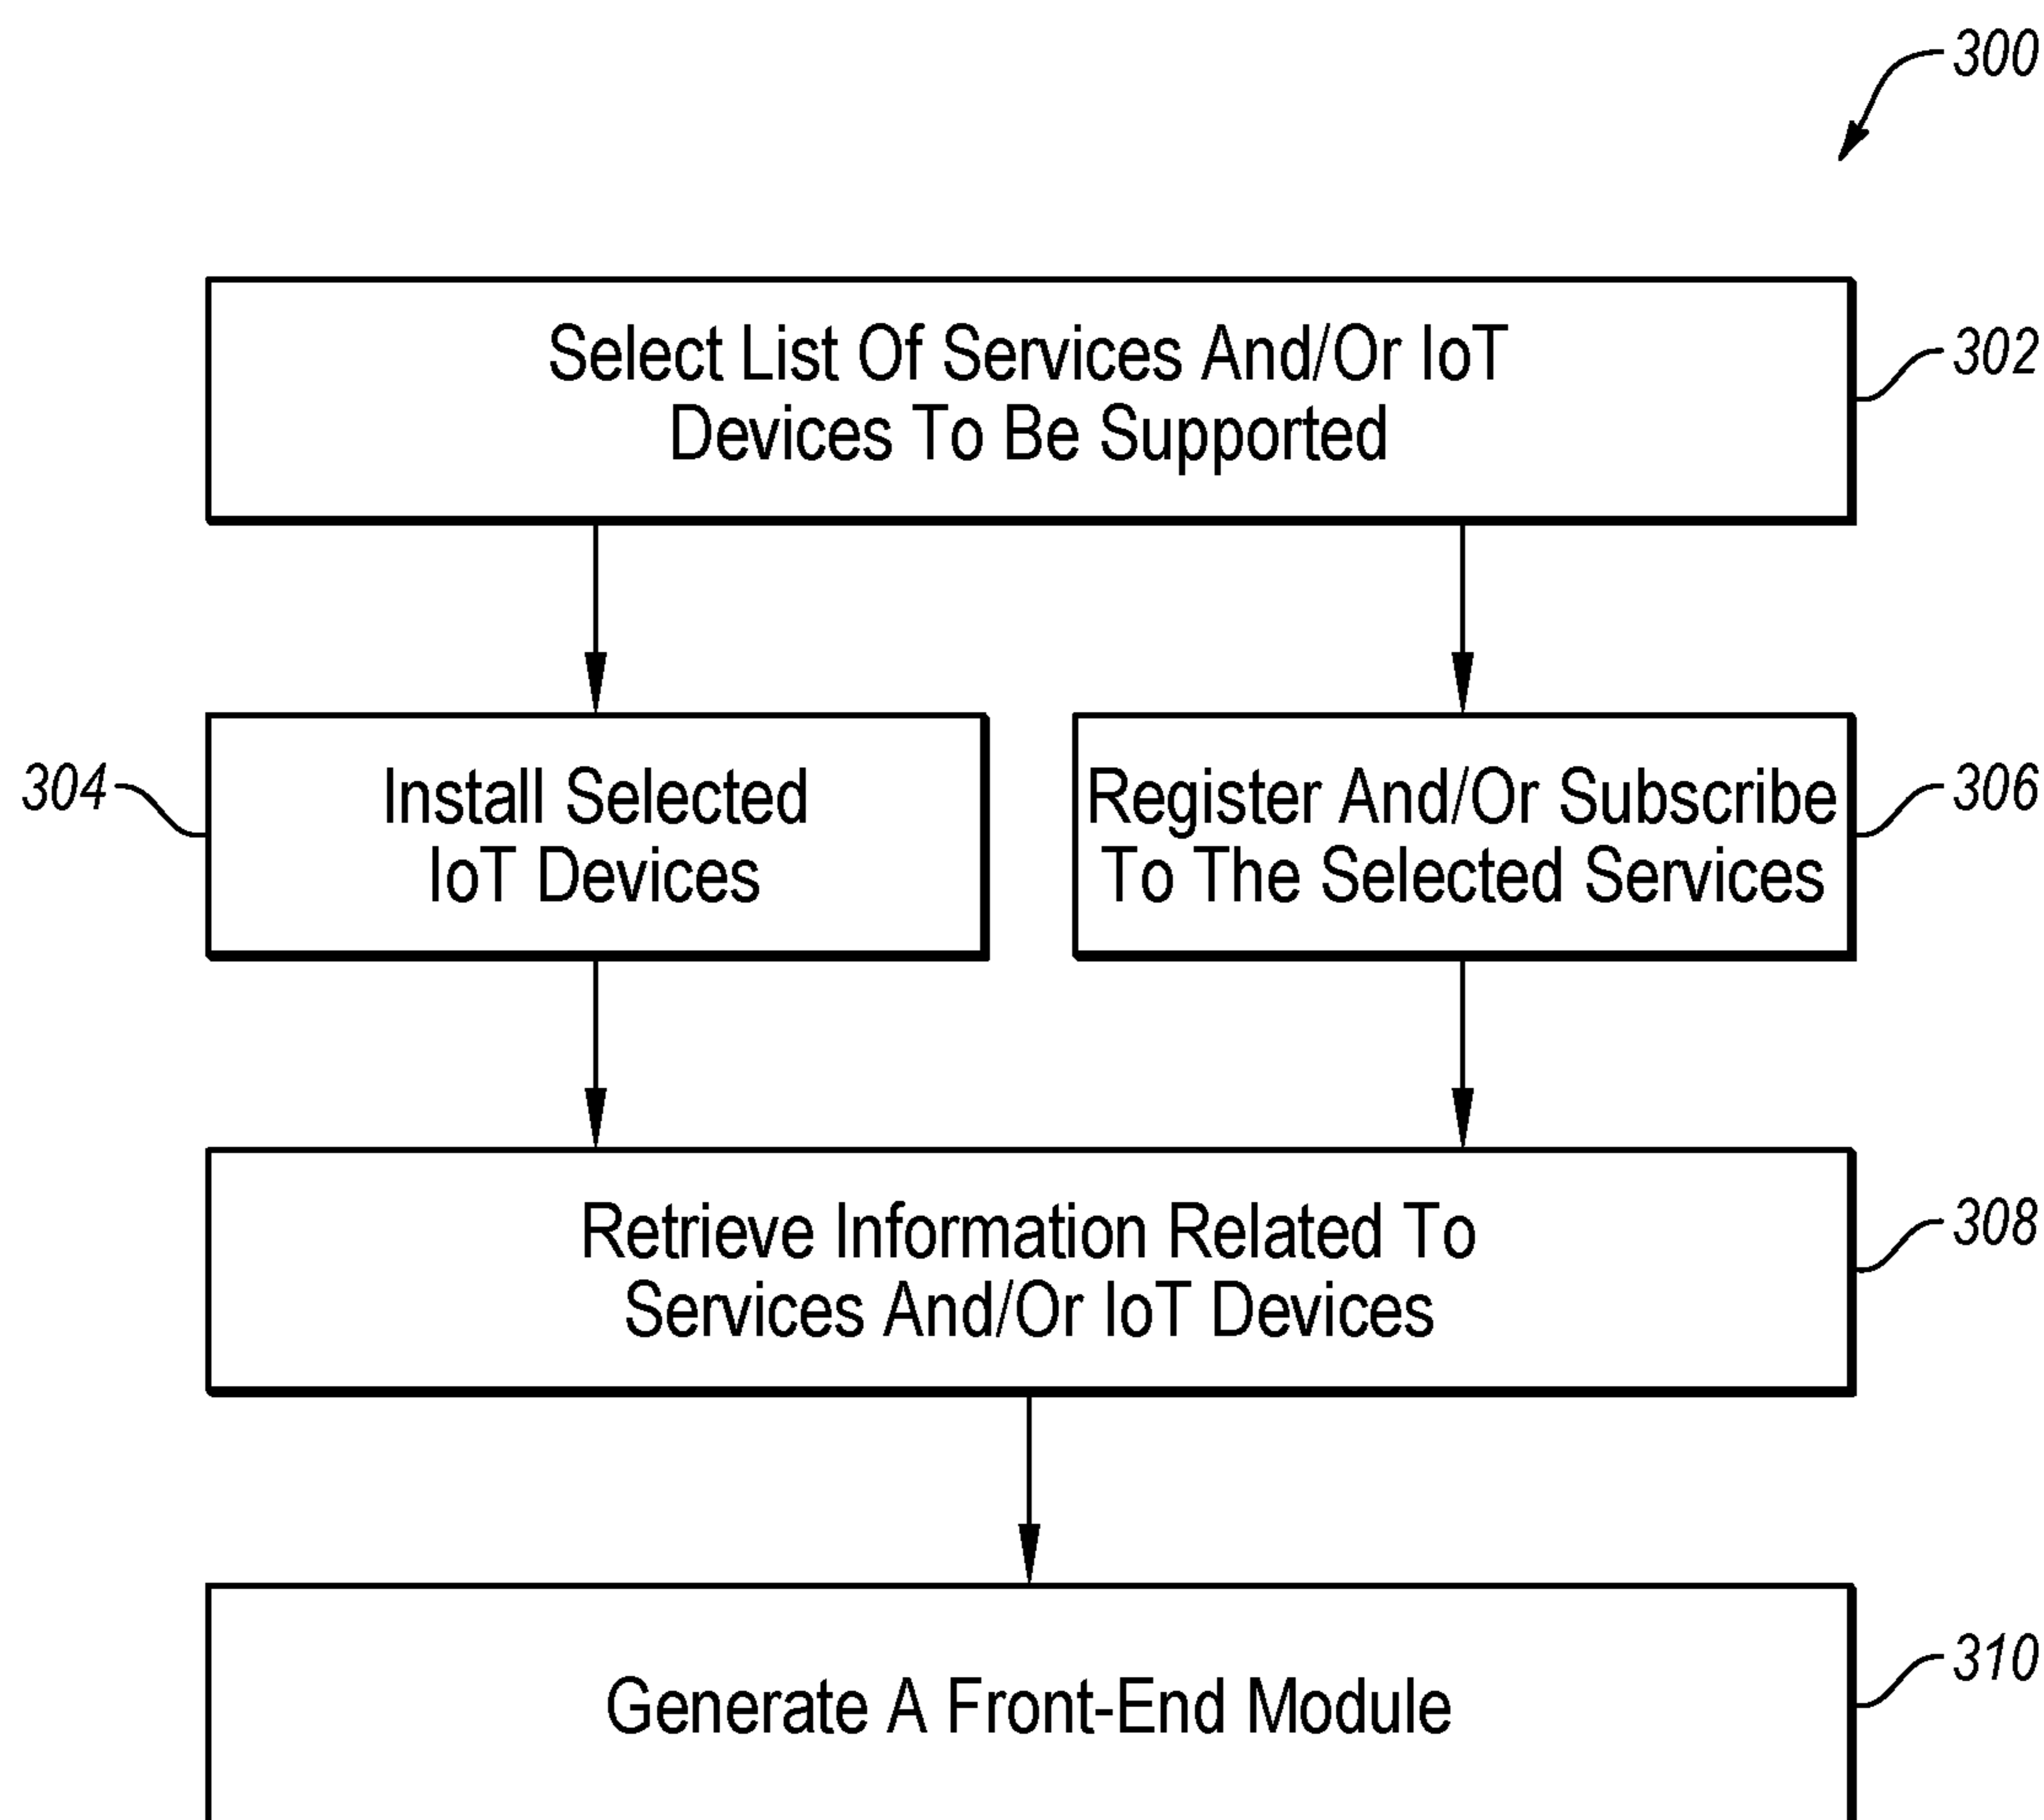 300
Select List Of Services And/Or IoT
Devices To Be Supported
302
304
Install Selected
IoT Devices
Register And/Or Subscribe
To The Selected Services
306
Retrieve Information Related To
Services And/Or IoT Devices
308
Generate A Front-End Module
310